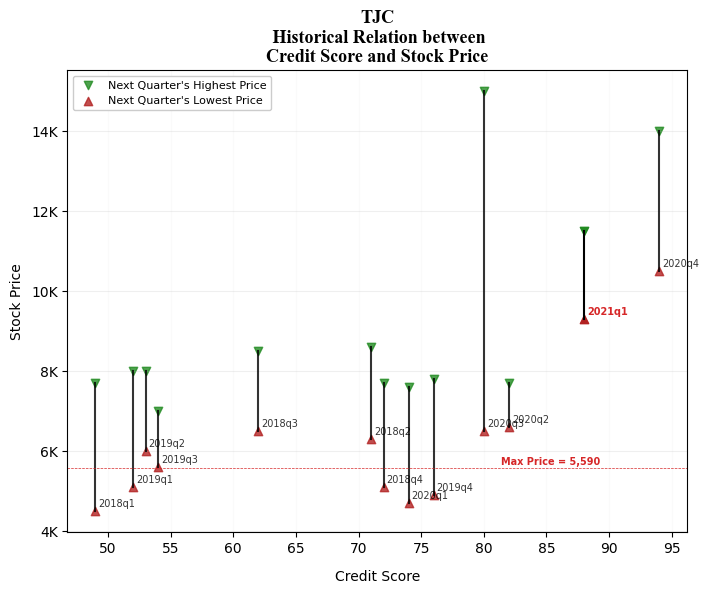 TJC
Historical Relation between
Credit Score and Stock Price
Next Quarter's Highest Price
Next Quarter's Lowest Price
Stock Price
14K
12K
10K
8K
6K
4K
2020q4
2021q1
2018q3
2018q2
2020q3
2020q2
2019q2
2019q3
Max Price = 5,590
2019q1
2018q4
2019q4
2020q1
2018q1
50
55
60
65
70
75
80
85
90
95
Credit Score